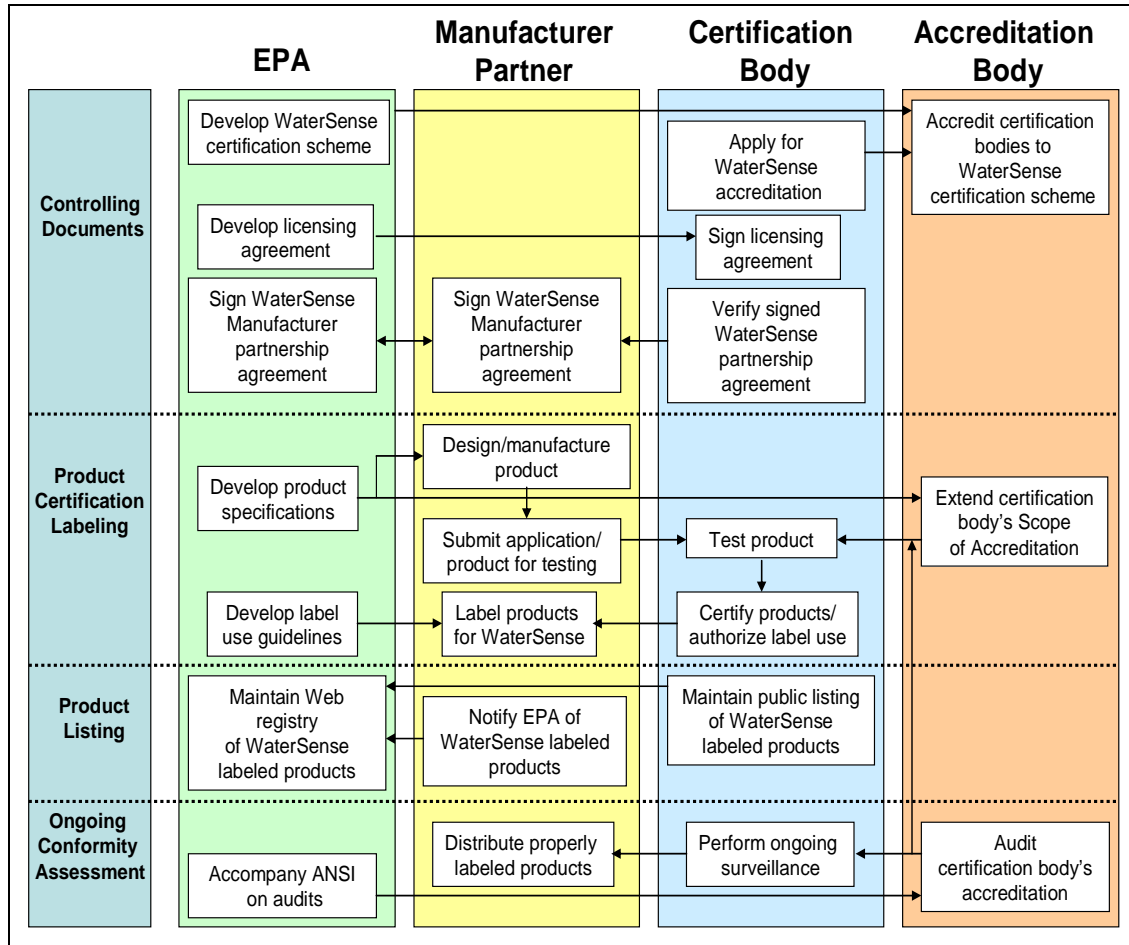 EPA
Manufacturer
Partner
Certification
Body
Accreditation
Body
Controlling
Documents
Develop WaterSense
certification scheme
Apply for
WaterSense
accreditation
Accredit certification
bodies to
WaterSense
certification scheme
Develop licensing
agreement
Sign licensing
agreement
Sign WaterSense
Manufacturer
partnership
agreement
Sign WaterSense
Manufacturer
partnership
agreement
Verify signed
WaterSense
partnership
agreement
Product
Certification
Labeling
Develop product
specifications
Design/manufacture
product
Submit application/
product for testing
Test product
Extend certification
body's Scope
of Accreditation
Develop label
use guidelines
Label products
for WaterSense
Certify products/
authorize label use
Product
Listing
Maintain Web
registry
of WaterSense
labeled products
Notify EPA of
WaterSense labeled
products
Maintain public listing
of WaterSense
labeled products
Ongoing
Conformity
Assessment
Accompany ANSI
on audits
Distribute properly
labeled products
Perform ongoing
surveillance
Audit
certification body's
accreditation